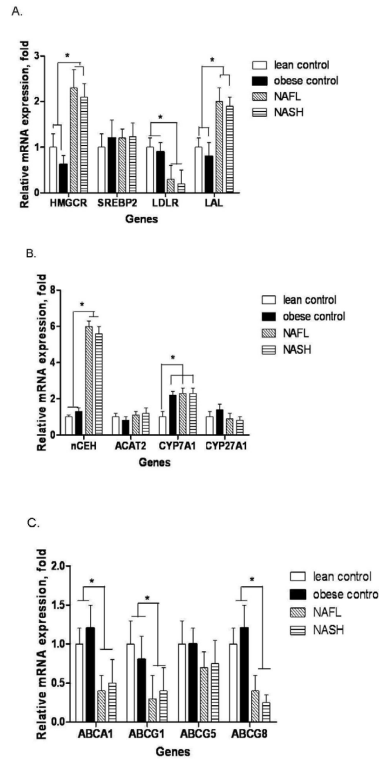 A.
Relative mRNA expression, fold
3
2
1
0
*
*
*
lean control
obese control
NAFL
NASH
HMGCR SREBP2 LDLR LAL
Genes
B.
Relative mRNA expression, fold
8
6
4
2
0
*
*
lean control
obese control
NAFL
NASH
nCEH ACAT2 CYP7A1 CYP27A1
Genes
C.
Relative mRNA expression, fold
2.0
1.5
1.0
0.5
0.0
*
*
*
lean control
obese control
NAFL
NASH
ABCA1 ABCG1 ABCG5 ABCG8
Genes